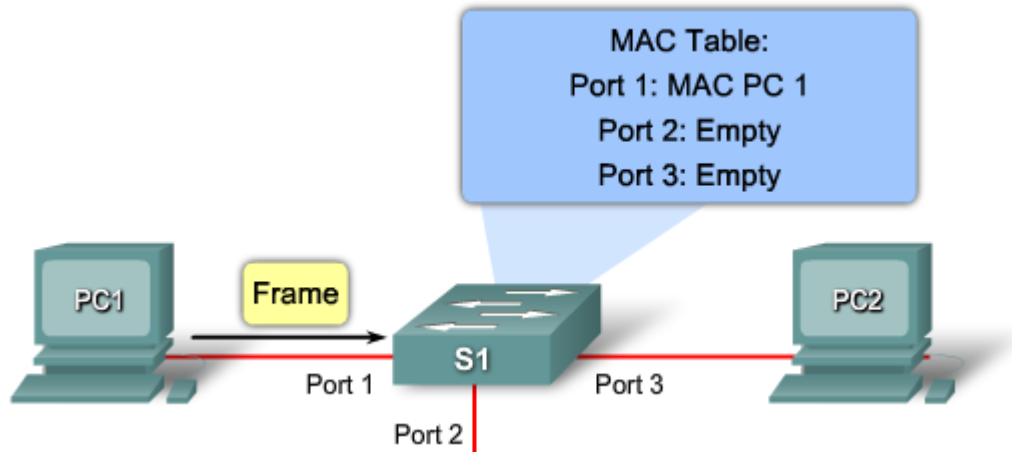 MAC Table:
Port 1: MAC PC 1
Port 2: Empty
Port 3: Empty
PC1
Frame
S1
PC2
Port 1
Port 3
Port 2